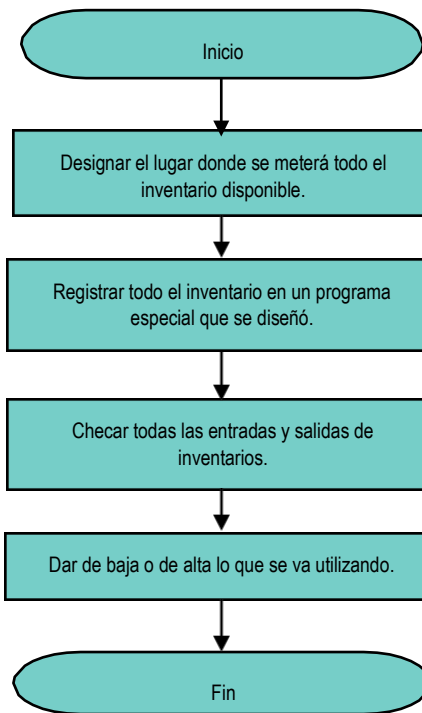 Inicio
Designar el lugar donde se meterá todo el
inventario disponible.
Registrar todo el inventario en un programa
especial que se diseñó.
Checar todas las entradas y salidas de
inventarios.
Dar de baja o de alta lo que se va utilizando.
Fin